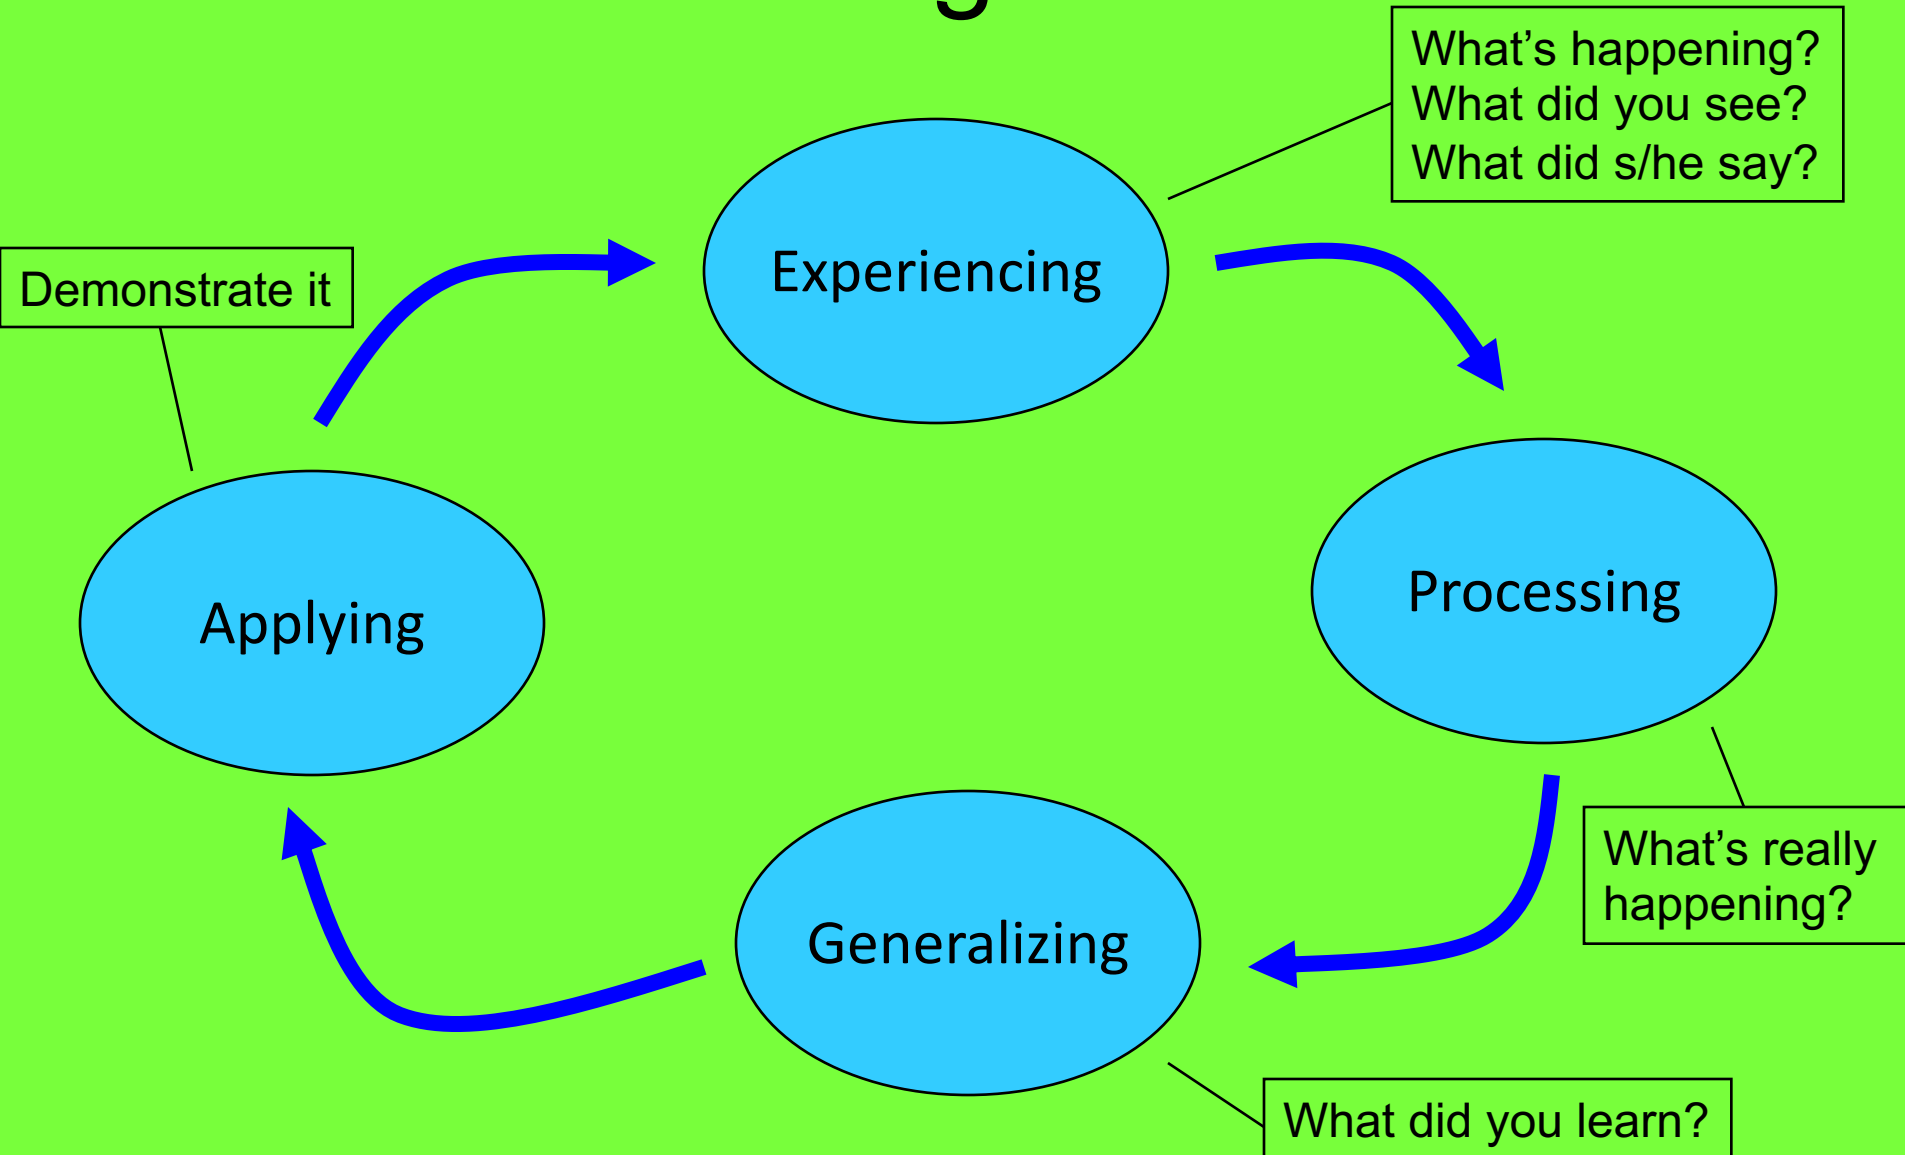 What's happening?
What did you see?
What did s/he say?
Experiencing
Demonstrate it
Processing
Applying
What's really
happening?
Generalizing
What did you learn?